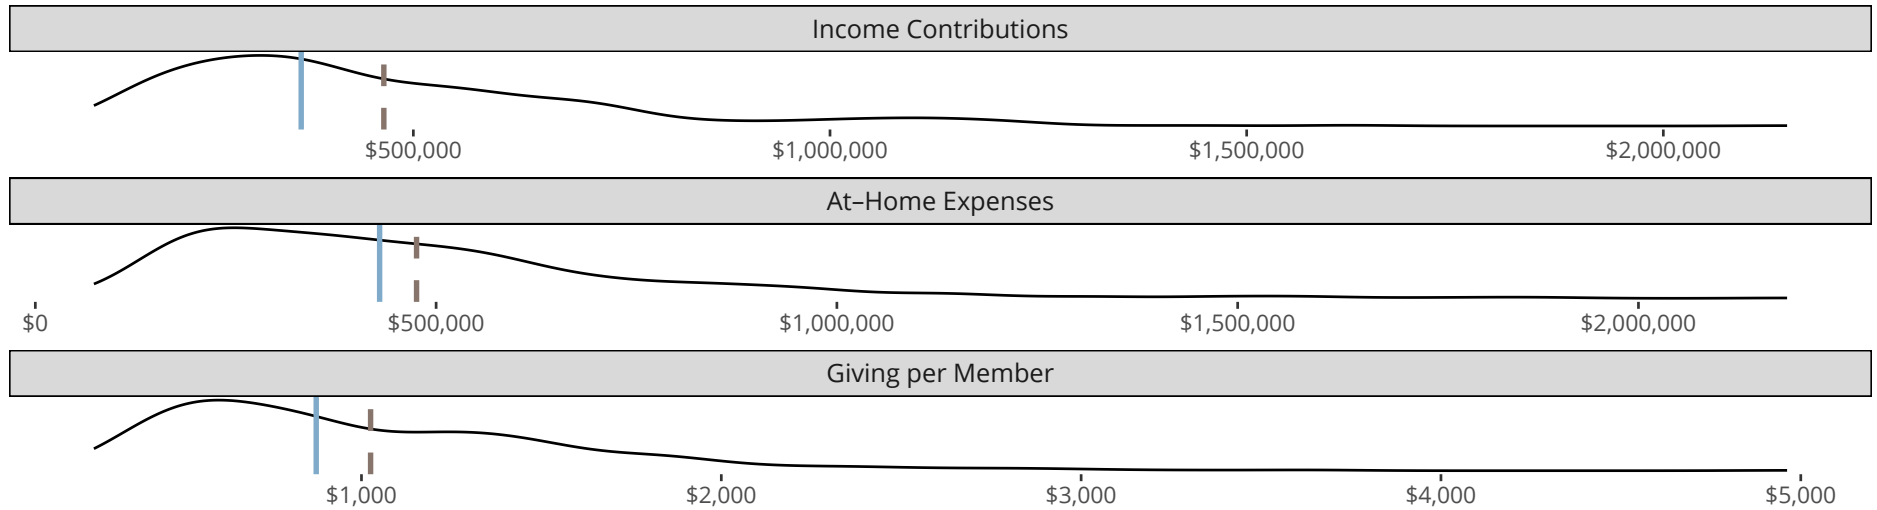 Income Contributions
$500,000 $1,000,000 $1,500,000 $2,000,000
At–Home Expenses
$0 $500,000 $1,000,000 $1,500,000 $2,000,000
Giving per Member
$1,000 $2,000 $3,000 $4,000 $5,000